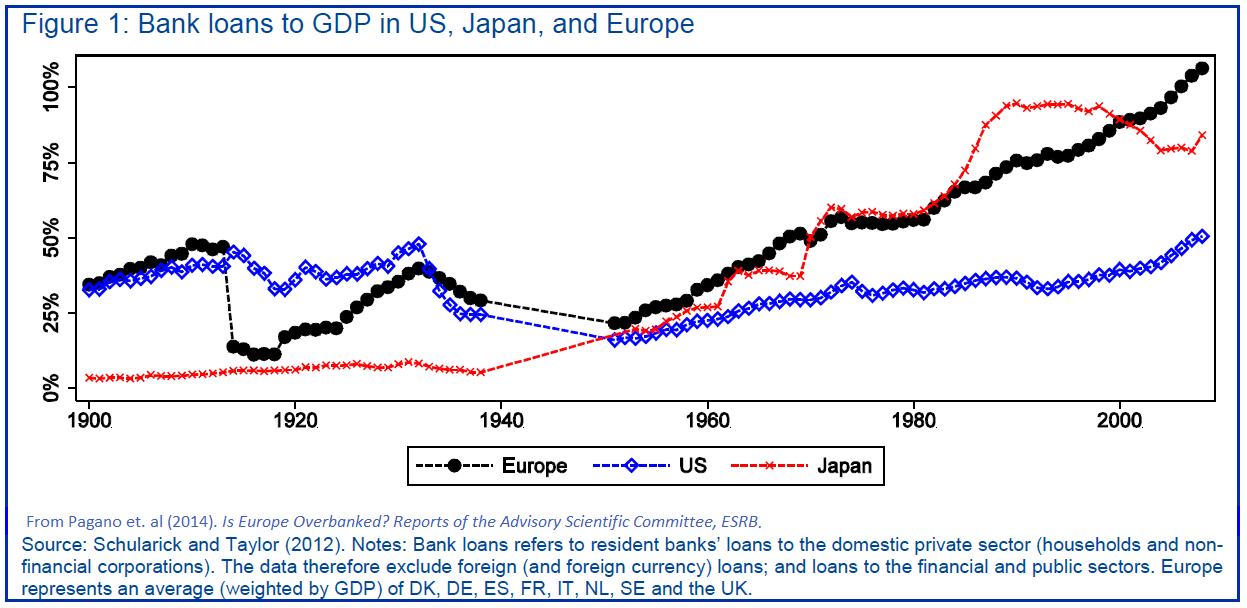 Figure 1: Bank loans to GDP in US, Japan, and Europe
100%
75%
50%
25%
0%
1900
1920
1940
1960
1980
2000
Europe
US
Japan
From Pagano et. al (2014). Is Europe Overbanked? Reports of the Advisory Scientific Committee, ESRB.
Source: Schularick and Taylor (2012). Notes: Bank loans refers to resident banks’ loans to the domestic private sector (households and non-
financial corporations). The data therefore exclude foreign (and foreign currency) loans; and loans to the financial and public sectors. Europe
represents an average (weighted by GDP) of DK, DE, ES, FR, IT, NL, SE and the UK.